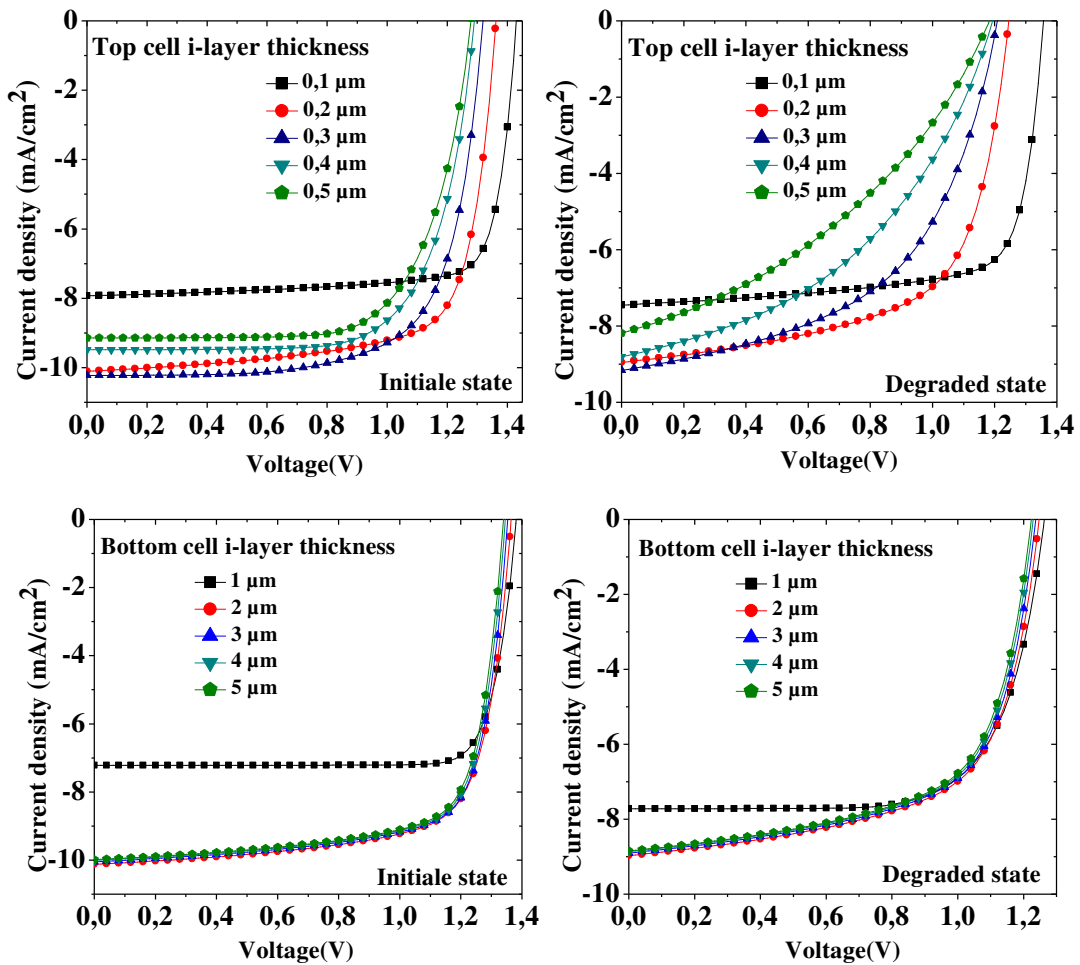 Top cell i-layer thickness
0,1 µm
0,2 µm
0,3 µm
0,4 µm
0,5 µm
Initiale state
Current density (mA/cm2)
0
-2
-4
-6
-8
-10
0,0 0,2 0,4 0,6 0,8 1,0 1,2 1,4
Voltage(V)
Top cell i-layer thickness
0,1 µm
0,2 µm
0,3 µm
0,4 µm
0,5 µm
Degraded state
Current density (mA/cm2)
0
-2
-4
-6
-8
-10
0,0 0,2 0,4 0,6 0,8 1,0 1,2 1,4
Voltage(V)
Bottom cell i-layer thickness
1 µm
2 µm
3 µm
4 µm
5 µm
Initiale state
Current density (mA/cm2)
0
-2
-4
-6
-8
-10
0,0 0,2 0,4 0,6 0,8 1,0 1,2 1,4
Voltage(V)
Bottom cell i-layer thickness
1 µm
2 µm
3 µm
4 µm
5 µm
Degraded state
Current density (mA/cm2)
0
-2
-4
-6
-8
-10
0,0 0,2 0,4 0,6 0,8 1,0 1,2
Voltage(V)